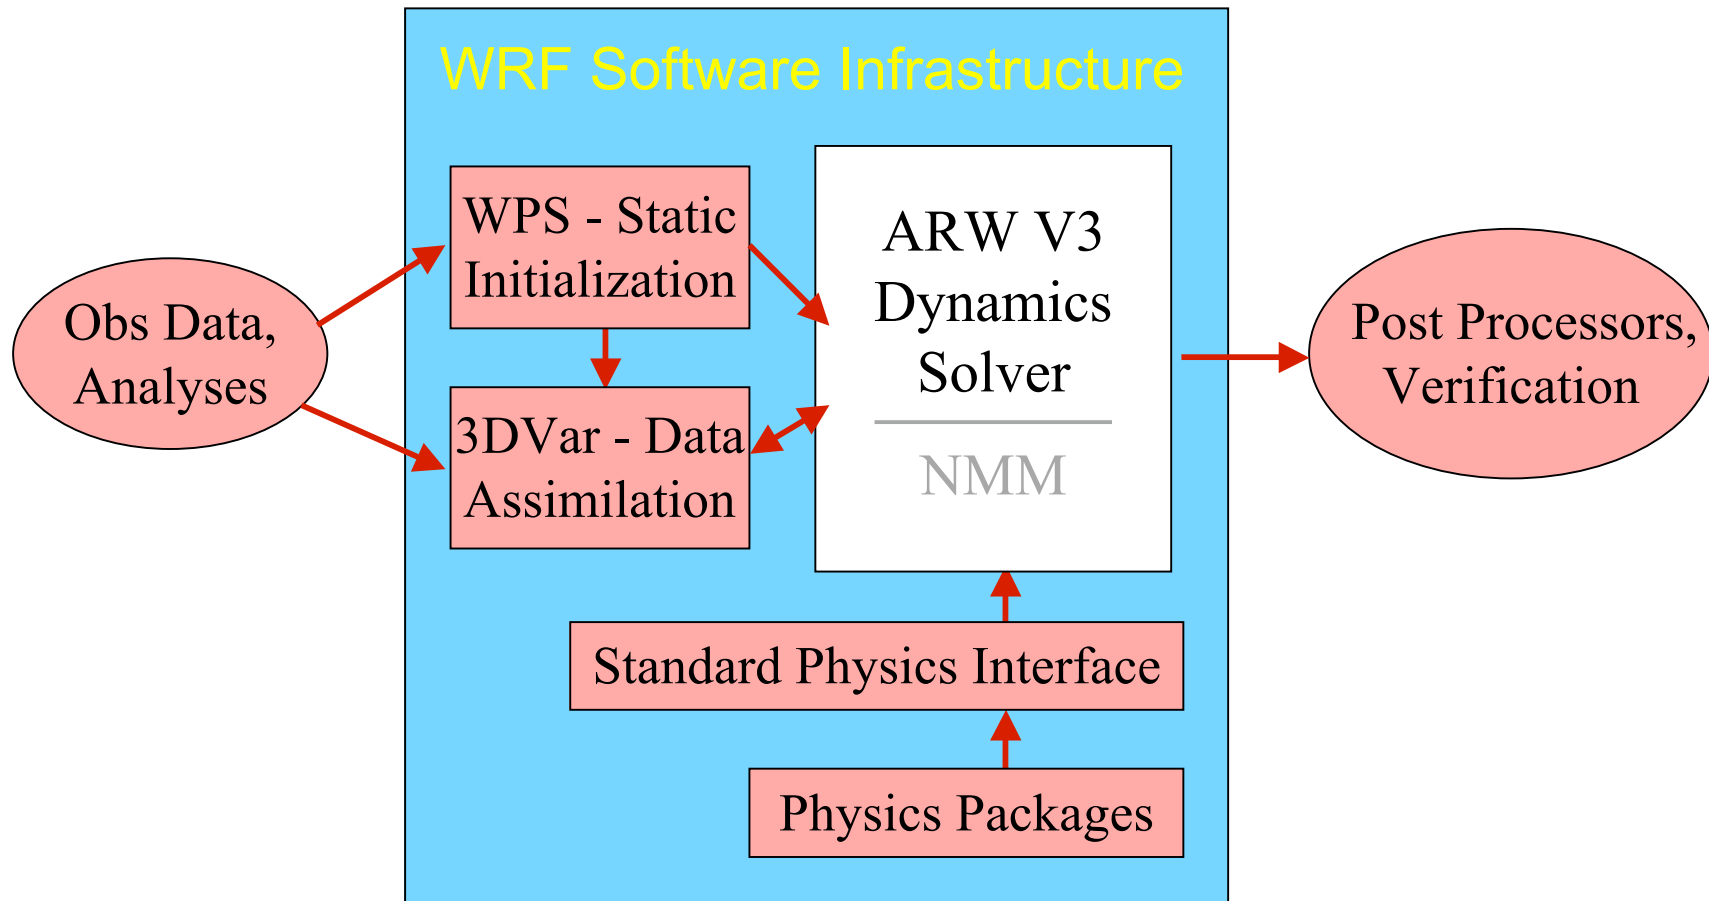 WRF Software Infrastructure
Obs Data,
Analyses
WPS - Static
Initialization
3DVar - Data
Assimilation
ARW V3
Dynamics
Solver
NMM
Post Processors,
Verification
Standard Physics Interface
Physics Packages